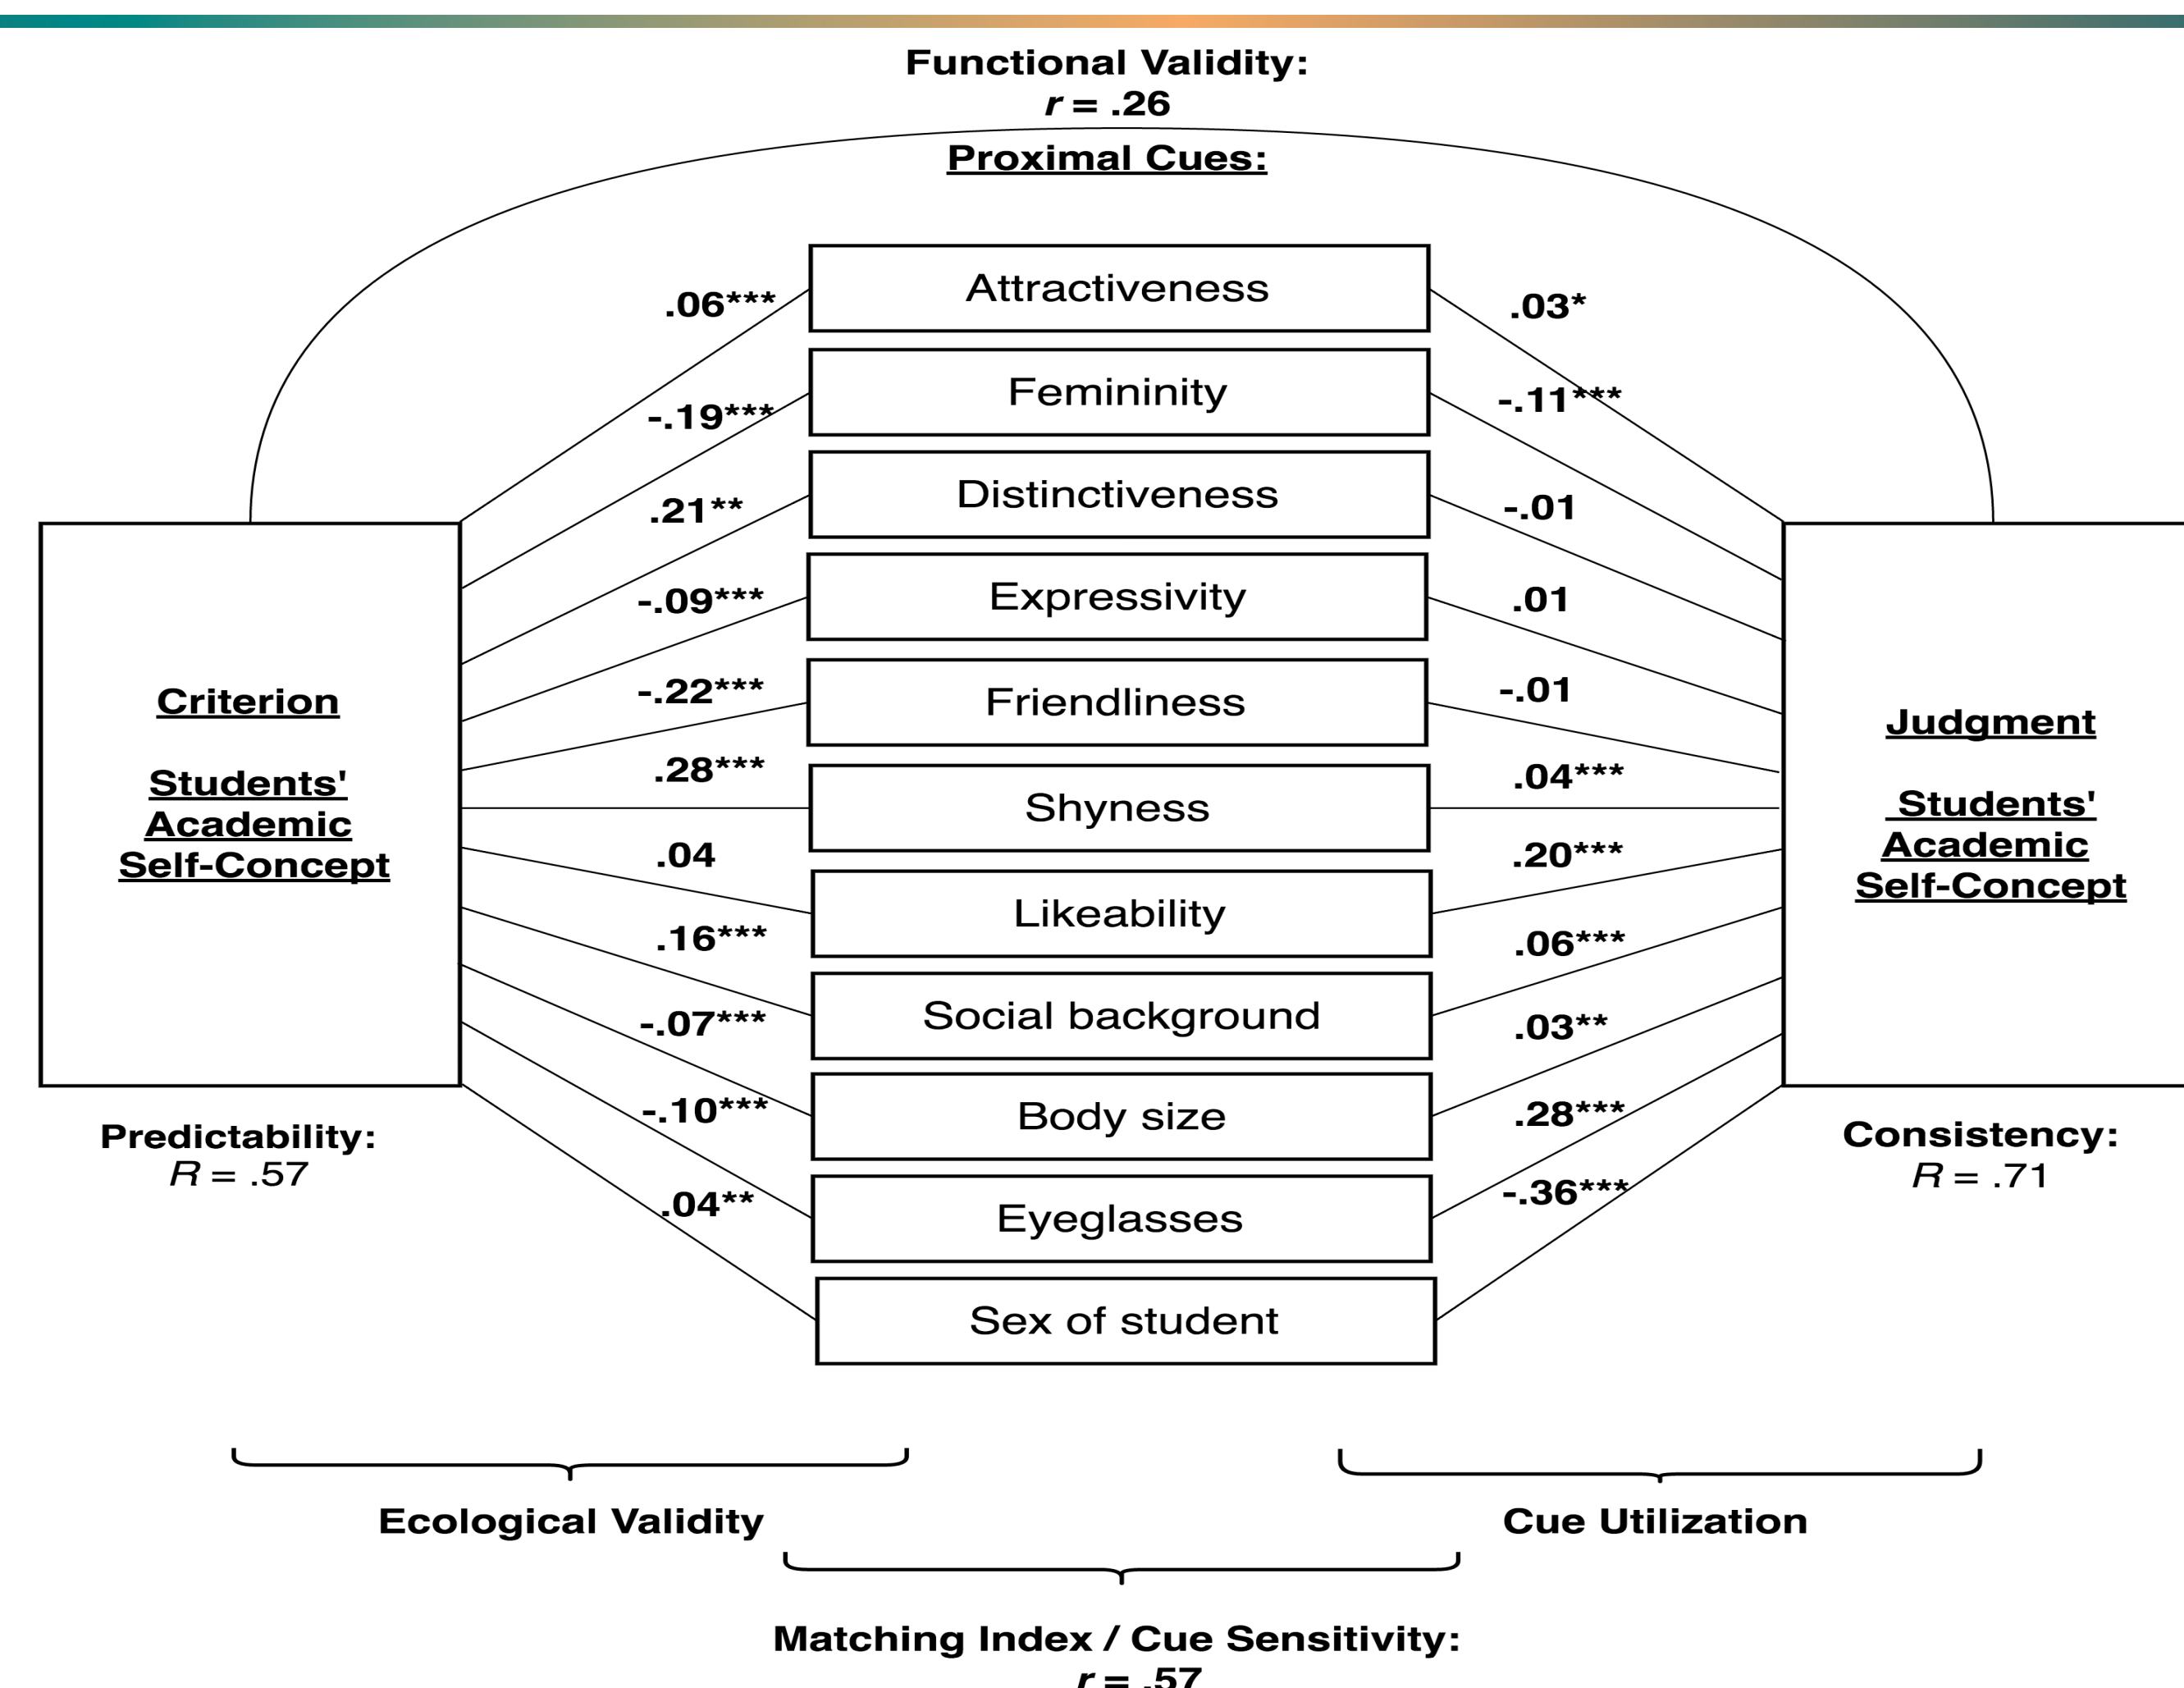 Functional Validity:
r = .26
Proximal Cues:
.06***
Attractiveness
.03*
-.19***
Femininity
-.11***
.21**
Distinctiveness
-.01
-.09***
Expressivity
.01
-.22***
Friendliness
-.01
.28***
Shyness
.04***
.04
Likeability
.20***
.16***
Social background
.06***
-.07***
Body size
.03**
-.10***
Eyeglasses
.28***
.04**
Sex of student
-.36***
Criterion
Students'
Academic
Self-Concept
Predictability:
R = .57
Judgment
Students'
Academic
Self-Concept
Consistency:
R = .71
Ecological Validity
Cue Utilization
Matching Index / Cue Sensitivity:
r = .57